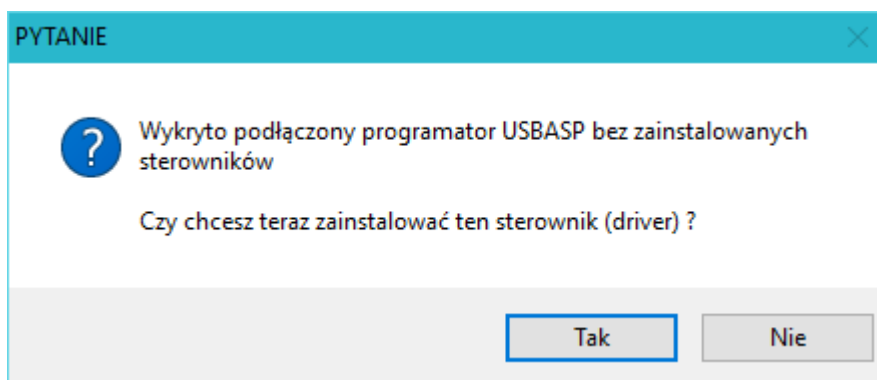 PYTANIE
Wykryto podłączony programator USBASP bez zainstalowanych
sterowników
Czy chcesz teraz zainstalować ten sterownik (driver) ?
Tak
Nie